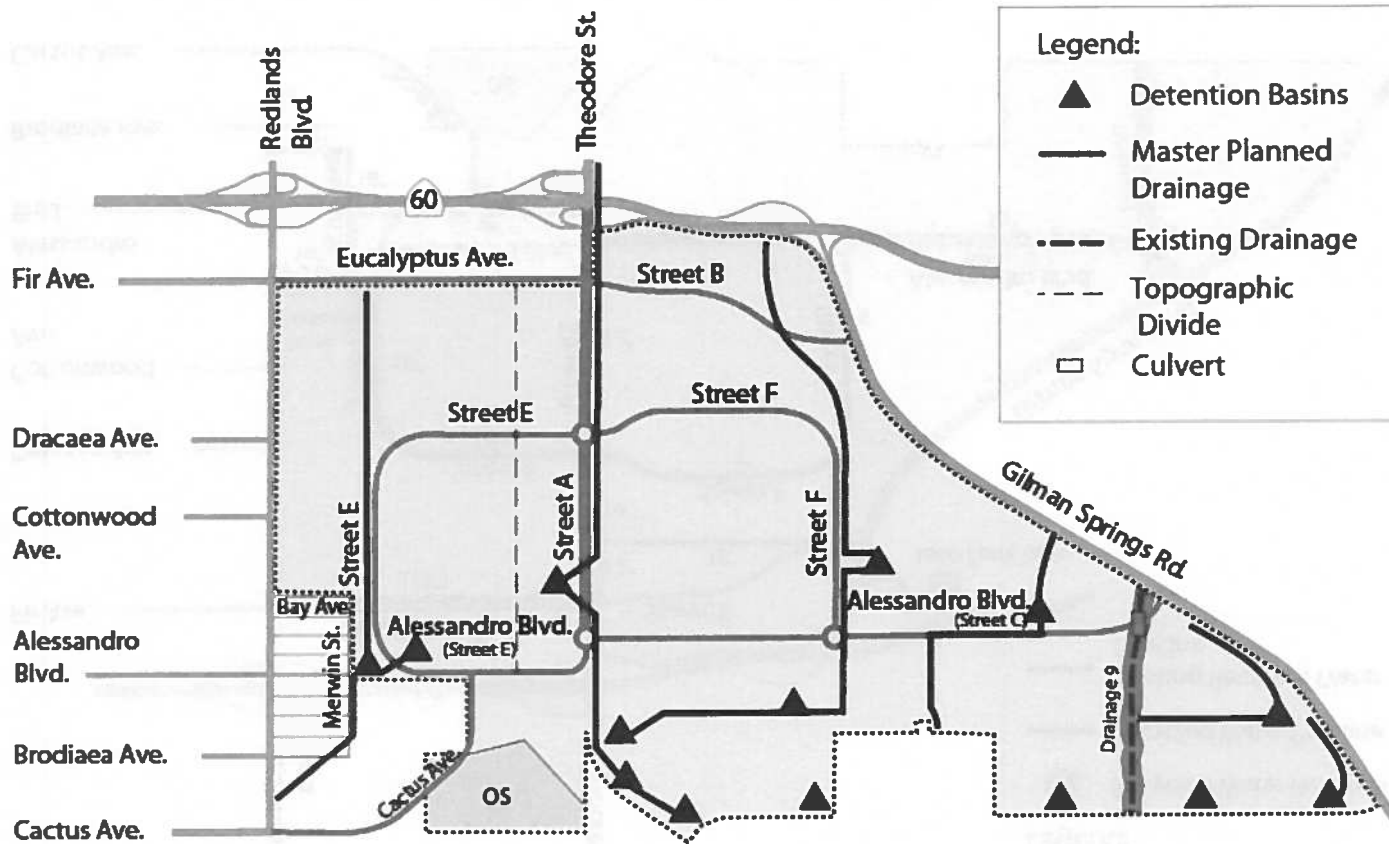 Redlands
Blvd.
Theodore St.
Legend:
Detention Basins
Master Planned
Drainage
Existing Drainage
Topographic
Divide
Culvert
60
Eucalyptus Ave.
Fir Ave.
Street B
Street E
Street F
Dracaea Ave.
Cottonwood
Ave.
Street E
Street A
Street F
Gilman Springs Rd.
Bay Ave.
Alessandro Blvd.
(Street E)
Alessandro Blvd.
(Street C)
Alessandro
Blvd.
Merwin St.
Drainage 9
Brodiaea Ave.
Cactus Ave.
OS
Cactus Ave.